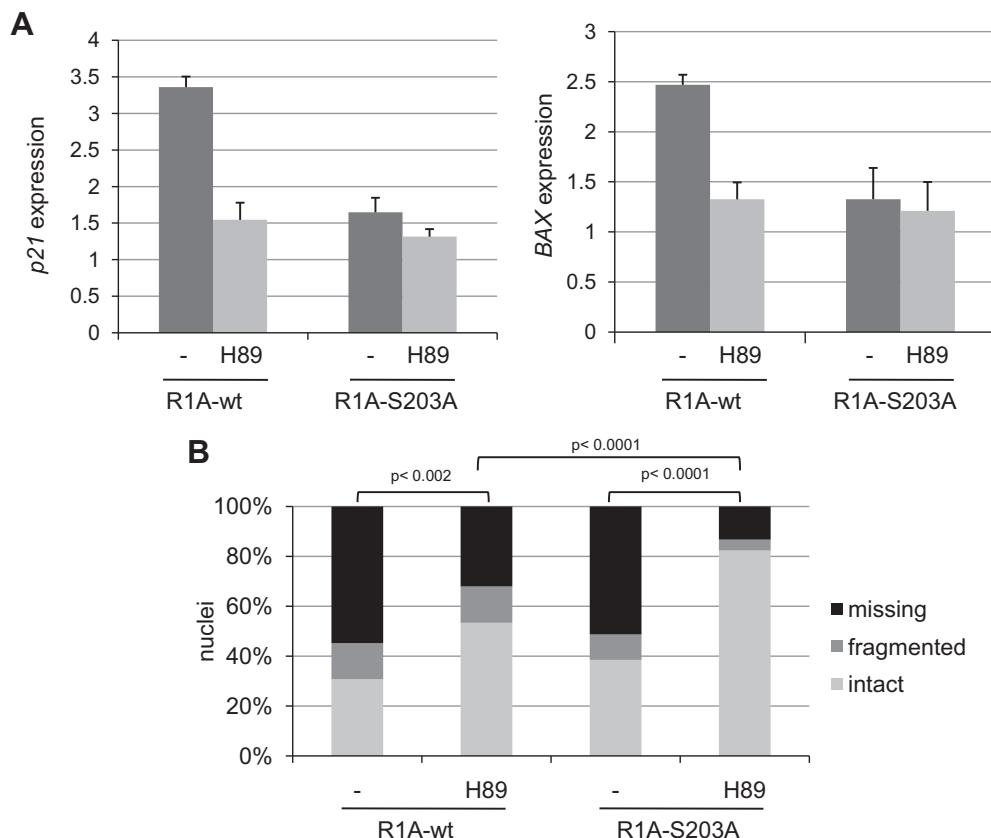 A
4
3.5
3
2.5
2
1.5
1
0.5
0
p21 expression
- H89 - H89
R1A-wt R1A-S203A
3
2.5
2
1.5
1
0.5
0
BAX expression
- H89 - H89
R1A-wt R1A-S203A
B
p< 0.0001
p< 0.002 p< 0.0001
100%
80%
60%
40%
20%
0%
nuclei
missing
fragmented
intact
- H89 - H89
R1A-wt R1A-S203A